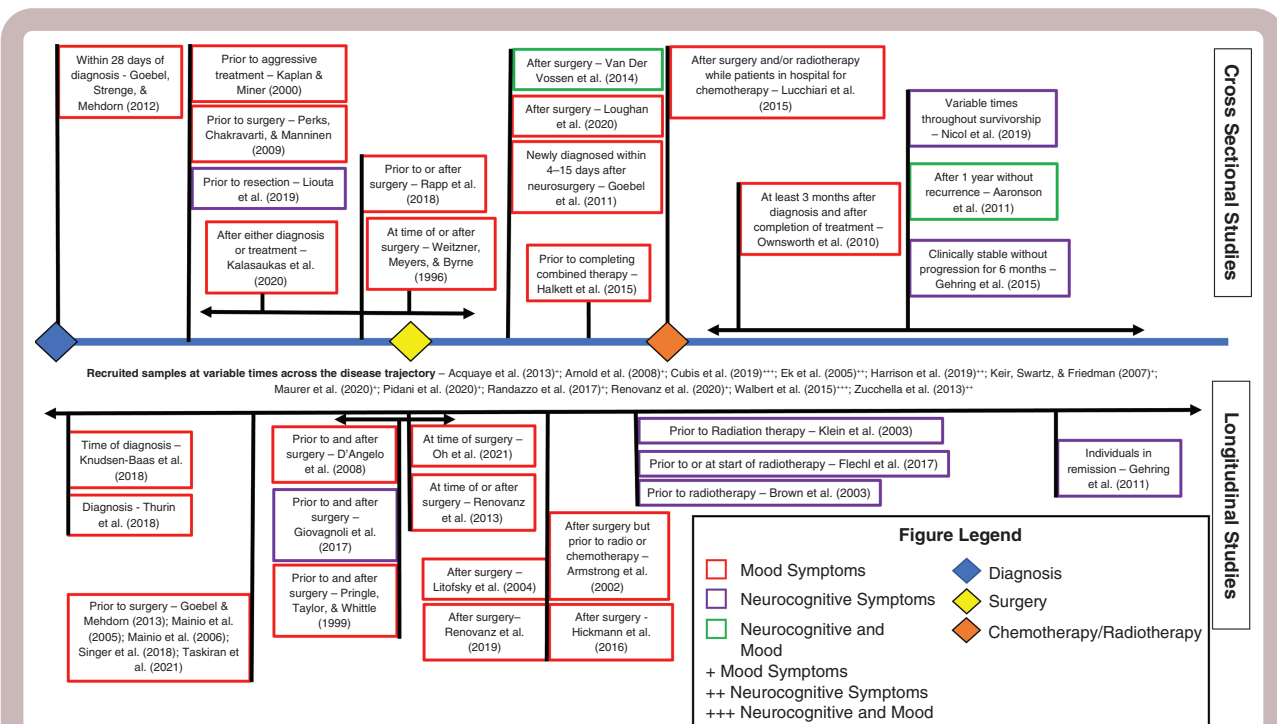 Within 28 days of
diagnosis - Goebel,
Strenge, &
Mehdorn (2012)
Prior to aggressive
treatment – Kaplan &
Miner (2000)
Prior to surgery – Perks,
Chakravarti, & Manninen
(2009)
Prior to resection – Liouta
et al. (2019)
After either diagnosis
or treatment –
Kalasaukas et al.
(2020)
Prior to or after
surgery – Rapp et al.
(2018)
At time of or after
surgery – Weitzner,
Meyers, & Byrne
(1996)
After surgery – Van Der
Vossen et al. (2014)
After surgery – Loughan
et al. (2020)
Newly diagnosed within
4–15 days after
neurosurgery – Goebel
et al. (2011)
Prior to completing
combined therapy –
Halkett et al. (2015)
After surgery and/or radiotherapy
while patients in hospital for
chemotherapy – Lucchiari et al.
(2015)
At least 3 months after
diagnosis and after
completion of treatment –
Ownsworth et al. (2010)
Variable times
throughout survivorship
– Nicol et al. (2019)
After 1 year without
recurrence – Aaronson
et al. (2011)
Clinically stable without
progression for 6 months –
Gehring et al. (2015)
Cross Sectional Studies
Recruited samples at variable times across the disease trajectory – Acquaye et al. (2013)⁺; Arnold et al. (2008)⁺; Cubis et al. (2019)⁺⁺⁺; Ek et al. (2005)⁺⁺; Harrison et al. (2019)⁺⁺; Keir, Swartz, & Friedman (2007)⁺;
Maurer et al. (2020)⁺; Pidani et al. (2020)⁺; Randazzo et al. (2017)⁺; Renovanz et al. (2020)⁺; Walbert et al. (2015)⁺⁺⁺; Zucchella et al. (2013)⁺⁺
Time of diagnosis –
Knudsen-Baas et al.
(2018)
Diagnosis - Thurin
et al. (2018)
Prior to surgery – Goebel &
Mehdorn (2013); Mainio et al.
(2005); Mainio et al. (2006);
Singer et al. (2018); Taskiran et
al. (2021)
Prior to and after
surgery – D'Angelo
et al. (2008)
Prior to and after
surgery –
Giovagnoli et al.
(2017)
Prior to and after
surgery – Pringle,
Taylor, & Whittle
(1999)
At time of surgery –
Oh et al. (2021)
At time of or after
surgery – Renovanz
et al. (2013)
After surgery –
Litofsky et al. (2004)
After surgery–
Renovanz et al.
(2019)
After surgery but
prior to radio or
chemotherapy –
Armstrong et al.
(2002)
After surgery -
Hickmann et al.
(2016)
Prior to Radiation therapy – Klein et al. (2003)
Prior to or at start of radiotherapy – Flechl et al. (2017)
Prior to radiotherapy – Brown et al. (2003)
Individuals in
remission – Gehring
et al. (2011)
Longitudinal Studies
Figure Legend
Mood Symptoms
Neurocognitive Symptoms
Neurocognitive and
Mood
+ Mood Symptoms
++ Neurocognitive Symptoms
+++ Neurocognitive and Mood
Diagnosis
Surgery
Chemotherapy/Radiotherapy